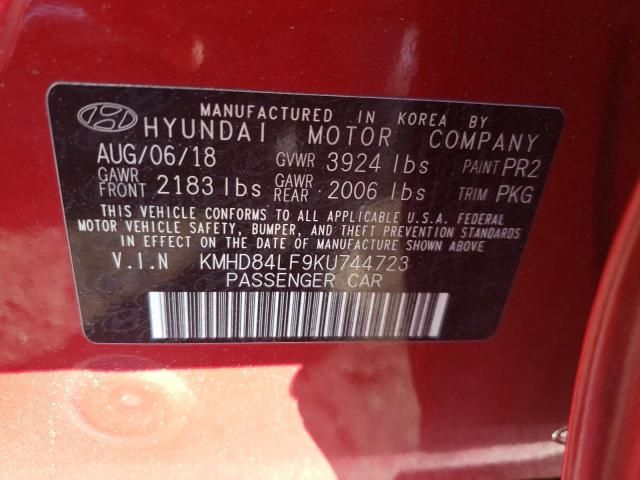 MANUFACTURED IN KOREA BY
HYUNDAI MOTOR COMPANY
AUG/06/18 GVWR 3924 lbs PAINT PR2
GAWR FRONT 2183 lbs GAWR REAR 2006 lbs TRIM PKG
THIS VEHICLE CONFORMS TO ALL APPLICABLE U.S.A. FEDERAL
MOTOR VEHICLE SAFETY, BUMPER, AND THEFT PREVENTION STANDARDS
IN EFFECT ON THE DATE OF MANUFACTURE SHOWN ABOVE.
V.I.N KMHD84LF9KU744723
PASSENGER CAR